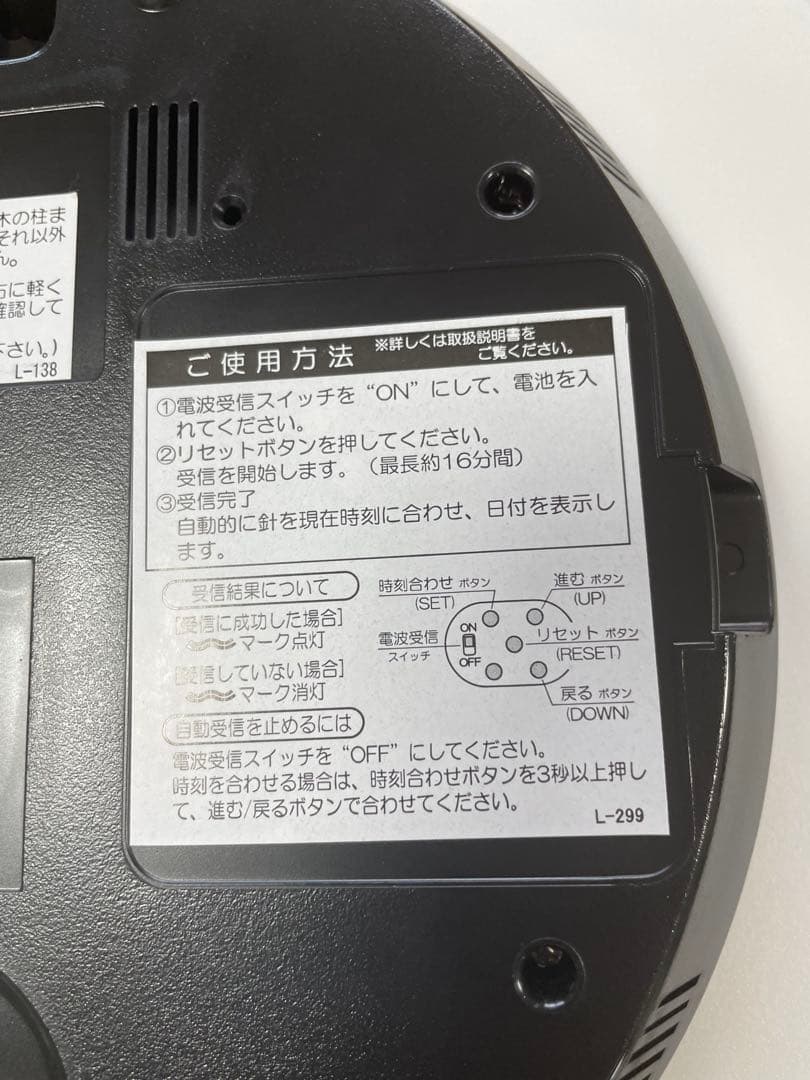 木の柱ま
それ以外
ん。
方に軽く
確認して
下さい。)
L-138
ご使用方法 ※詳しくは取扱説明書を
ご覧ください。
①電波受信スイッチを “ON” にして、電池を入
れてください。
②リセットボタンを押してください。
受信を開始します。(最長約16分間)
③受信完了
自動的に針を現在時刻に合わせ、日付を表示し
ます。
受信結果について
[受信に成功した場合]
マーク点灯
[受信していない場合]
マーク消灯
時刻合わせ ボタン
(SET)
進む ボタン
(UP)
電波受信
スイッチ
ON
OFF
リセット ボタン
(RESET)
戻る ボタン
(DOWN)
自動受信を止めるには
電波受信スイッチを “OFF” にしてください。
時刻を合わせる場合は、時刻合わせボタンを3秒以上押し
て、進む/戻るボタンで合わせてください。
L-299